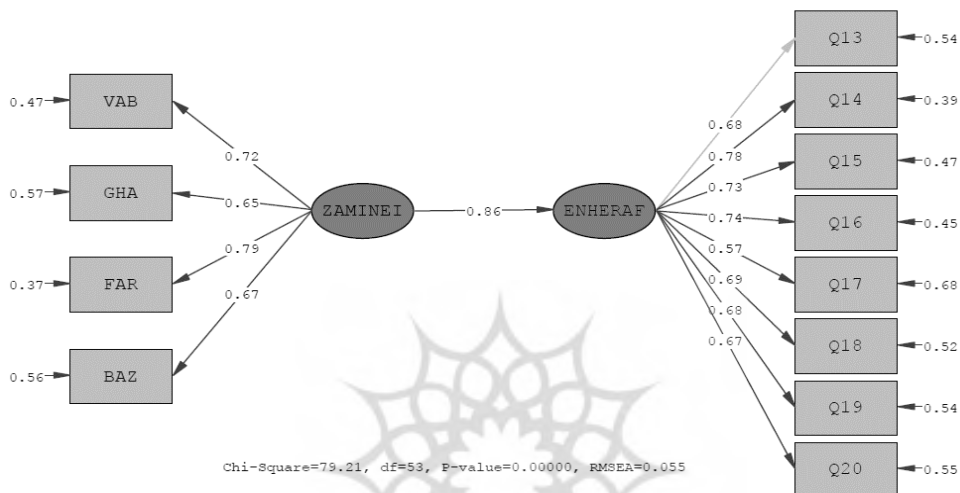 0.47 VAB 0.72
0.57 GHA 0.65
0.37 FAR 0.79
0.56 BAZ 0.67
ZAMINEI 0.86 ENHERAF
0.68 Q13 0.54
0.78 Q14 0.39
0.73 Q15 0.47
0.74 Q16 0.45
0.57 Q17 0.68
0.69 Q18 0.52
0.68 Q19 0.54
0.67 Q20 0.55
Chi-Square=79.21, df=53, P-value=0.00000, RMSEA=0.055